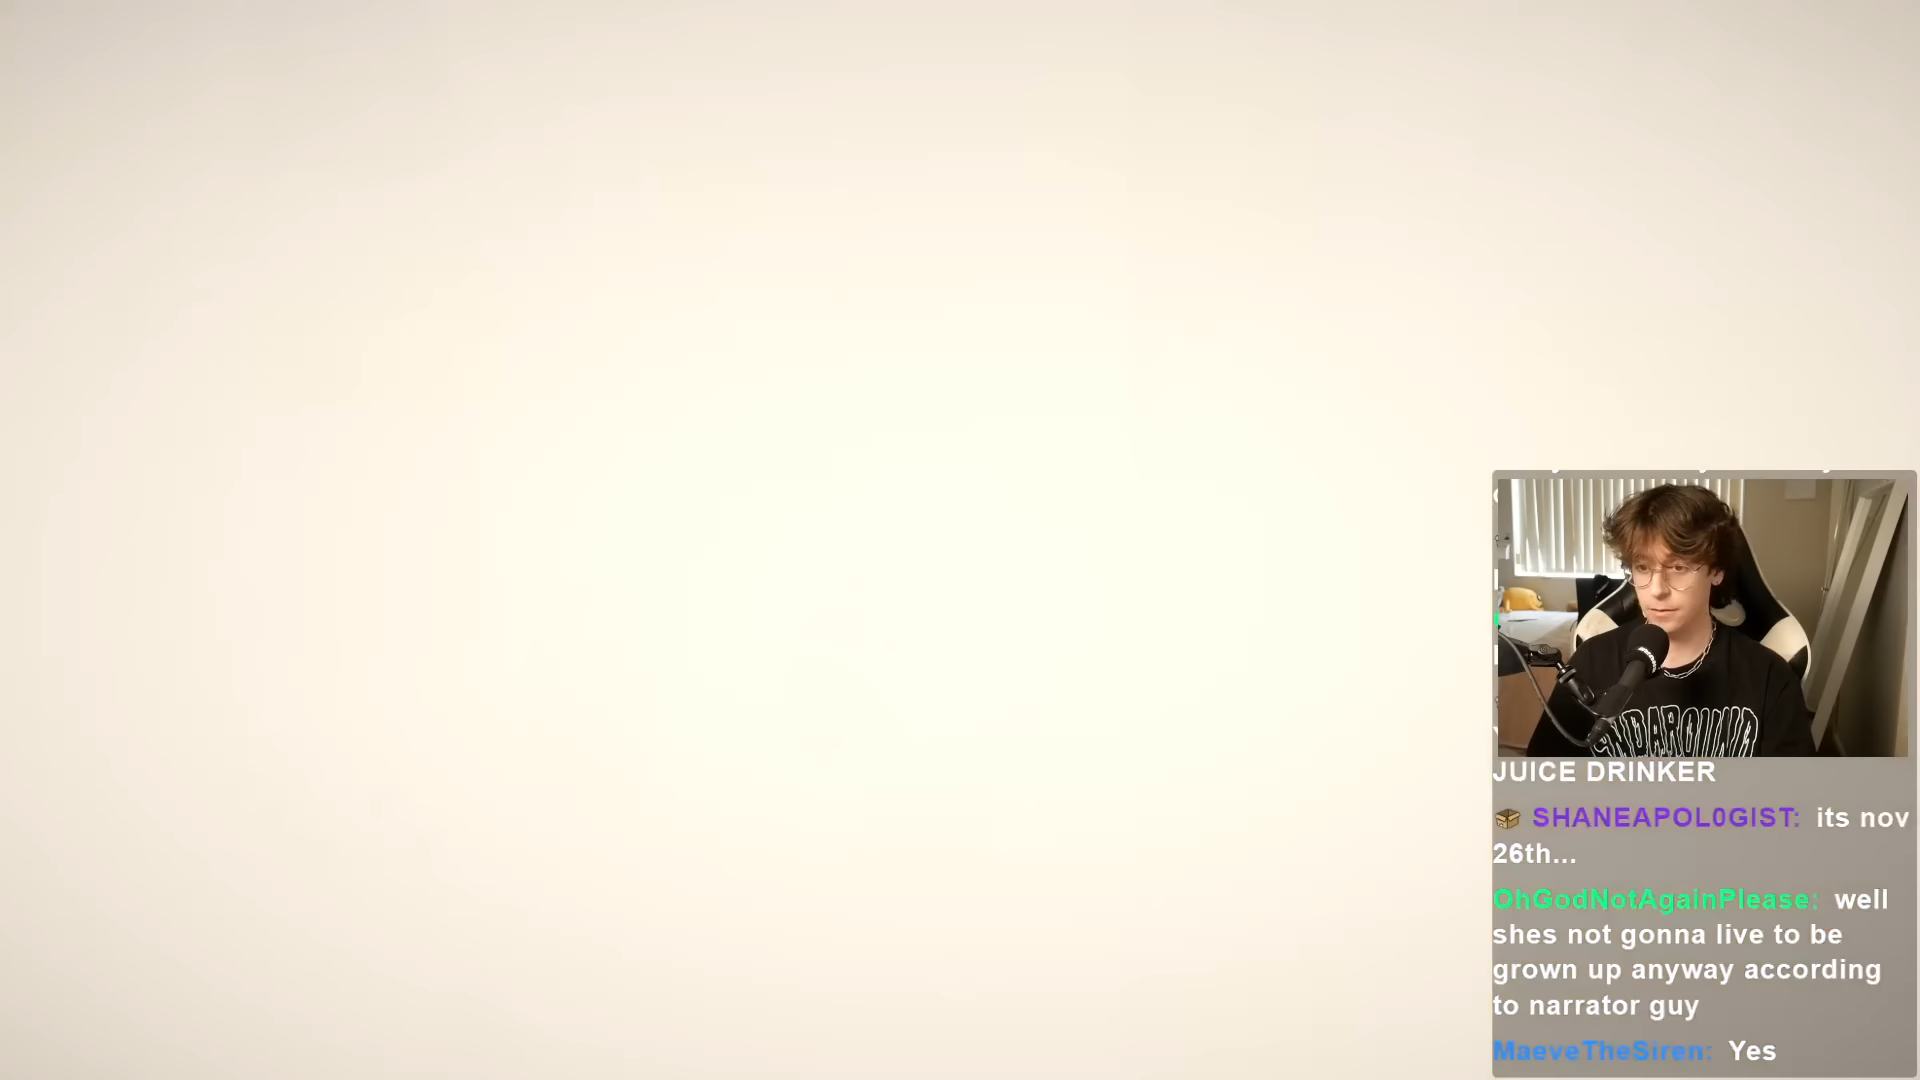 JUICE DRINKER
SHANEAPOL0GIST: its nov
26th...
OhGodNotAgainPlease: well
shes not gonna live to be
grown up anyway according
to narrator guy
MaeveTheSiren: Yes